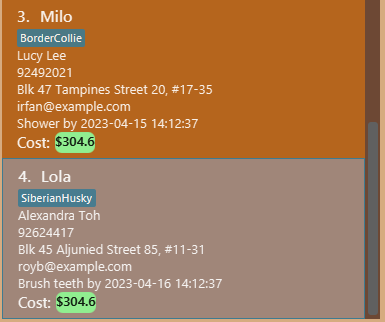 3. Milo
BorderCollie
Lucy Lee
92492021
Blk 47 Tampines Street 20, #17-35
irfan@example.com
Shower by 2023-04-15 14:12:37
Cost: $304.6
4. Lola
SiberianHusky
Alexandra Toh
92624417
Blk 45 Aljunied Street 85, #11-31
royb@example.com
Brush teeth by 2023-04-16 14:12:37
Cost: $304.6